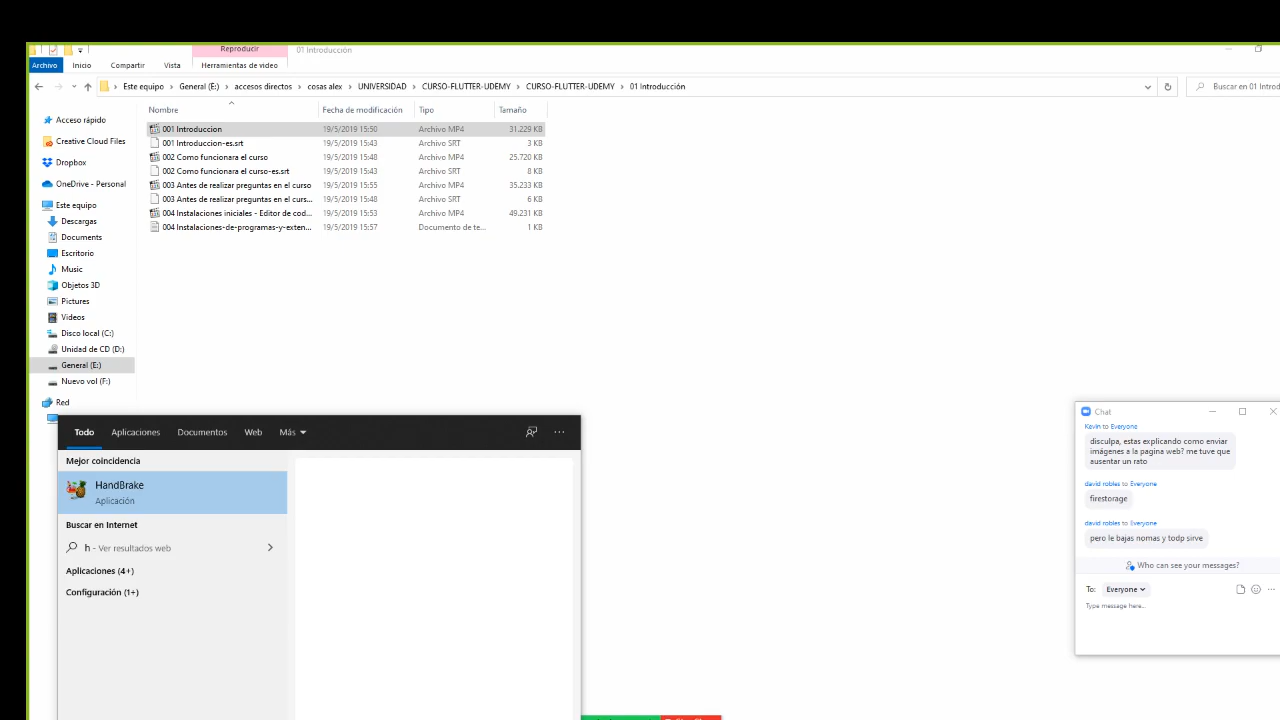 Reproducir
01 Introducción
Archivo
Inicio
Compartir
Vista
Herramientas de video
Este equipo > General (E:) > accesos directos > cosas alex > UNIVERSIDAD > CURSO-FLUTTER-UDEMY > CURSO-FLUTTER-UDEMY > 01 Introducción
Buscar en 01 Introd
Nombre Fecha de modificación Tipo Tamaño
001 Introduccion 19/5/2019 15:50 Archivo MP4 31.229 KB
001 Introduccion-es.srt 19/5/2019 15:43 Archivo SRT 3 KB
002 Como funcionara el curso 19/5/2019 15:48 Archivo MP4 25.720 KB
002 Como funcionara el curso-es.srt 19/5/2019 15:43 Archivo SRT 8 KB
003 Antes de realizar preguntas en el curso 19/5/2019 15:55 Archivo MP4 35.233 KB
003 Antes de realizar preguntas en el curs... 19/5/2019 15:48 Archivo SRT 6 KB
004 Instalaciones iniciales - Editor de cod... 19/5/2019 15:53 Archivo MP4 49.231 KB
004 Instalaciones-de-programas-y-exten... 19/5/2019 15:57 Documento de te... 1 KB
Acceso rápido
Creative Cloud Files
Dropbox
OneDrive - Personal
Este equipo
Descargas
Documents
Escritorio
Music
Objetos 3D
Pictures
Videos
Disco local (C:)
Unidad de CD (D:)
General (E:)
Nuevo vol (F:)
Red
Todo
Aplicaciones
Documentos
Web
Más
Mejor coincidencia
HandBrake
Aplicación
Buscar en Internet
h - Ver resultados web
Aplicaciones (4+)
Configuración (1+)
Chat
Kevin to Everyone
disculpa, estas explicando como enviar
imágenes a la pagina web? me tuve que
ausentar un rato
david robles to Everyone
firestorage
david robles to Everyone
pero le bajas nomas y todp sirve
Who can see your messages?
To: Everyone
Type message here...